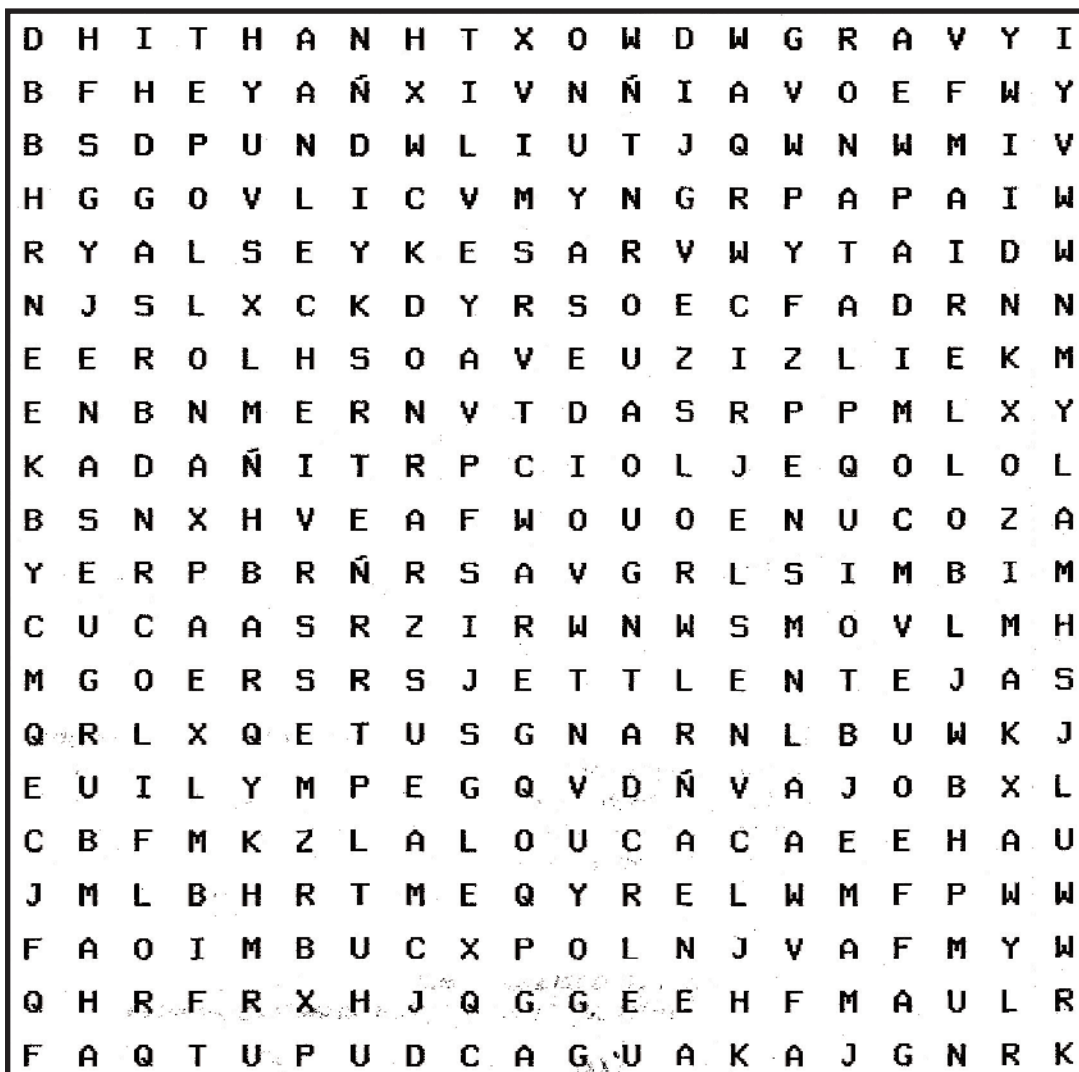 D H I T H A N H T X O W D W G R A V Y I
B F H E Y A Ñ X I V N Ñ I A V O E F W Y
B S D P U N D W L I U T J Q W N W M I V
H G G O V L I C V M Y N G R P A P A I W
R Y A L S E Y K E S A R V W Y T A I D W
N J S L X C K D Y R S O E C F A D R N N
E E R O L H S O A V E U Z I Z L I E K M
E N B N M E R N V T D A S R P P M L X Y
K A D A Ñ I T R P C I O L J E Q O L O L
B S N X H V E A F W O U O E N U C O Z A
Y E R P B R Ñ R S A V G R L S I M B I M
C U C A A S R Z I R W N W S M O V L M H
M G O E R S R S J E T T L E N T E J A S
Q R L X Q E T U S G N A R N L B U W K J
E U I L Y M P E G Q V D Ñ V A J O B X L
C B F M K Z L A L O U C A C A E E H A U
J M L B H R T M E Q Y R E L W M F P W W
F A O I M B U C X P O L N J V A F M Y W
Q H R F R X H J Q G G E E H F M A U L R
F A Q T U P U D C A G U A K A J G N R K